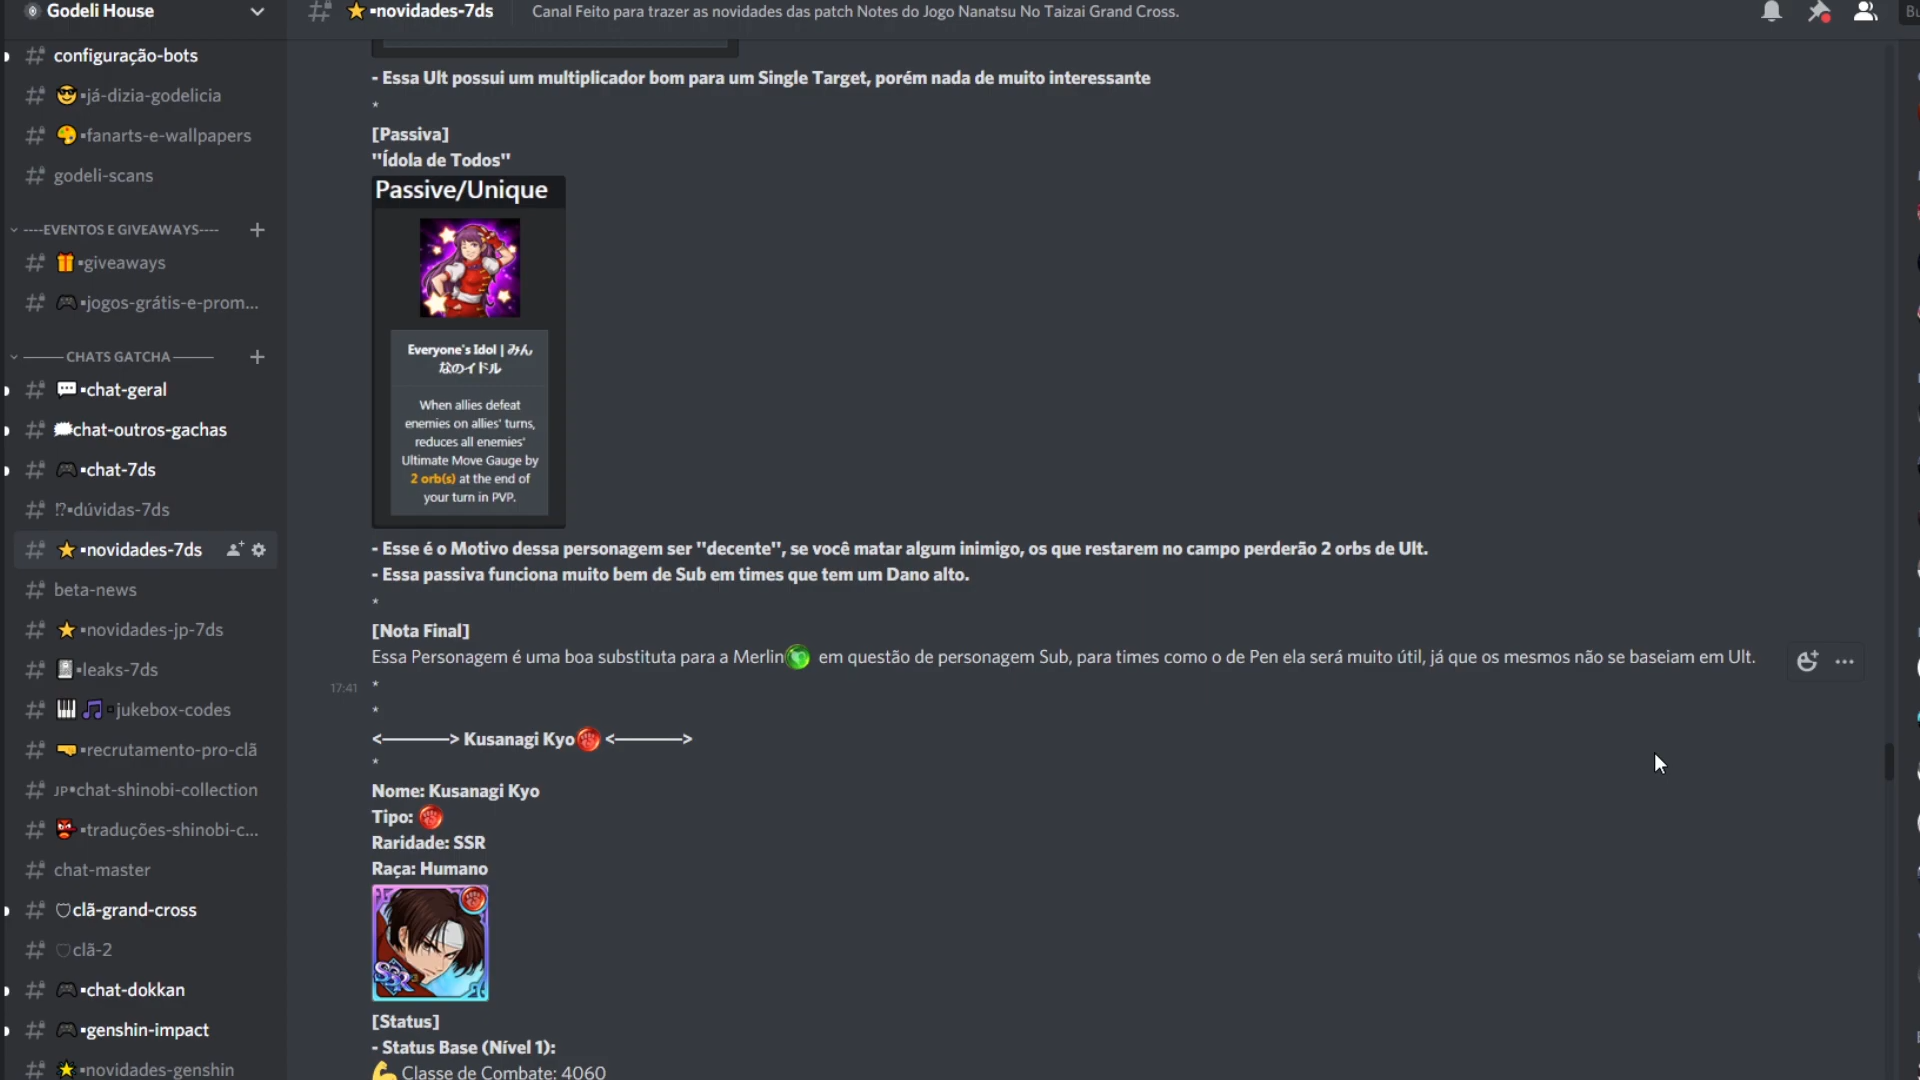 Godeli House
▪novidades-7ds
Canal Feito para trazer as novidades das patch Notes do Jogo Nanatsu No Taizai Grand Cross.
configuração-bots
▪já-dizia-godelicia
▪fanarts-e-wallpapers
godeli-scans
----EVENTOS E GIVEAWAYS----
▪giveaways
▪jogos-grátis-e-prom...
CHATS GATCHA
▪chat-geral
chat-outros-gachas
▪chat-7ds
⁉▪dúvidas-7ds
▪novidades-7ds
beta-news
▪novidades-jp-7ds
▪leaks-7ds
▪jukebox-codes
▪recrutamento-pro-clã
JP▪chat-shinobi-collection
▪traduções-shinobi-c...
chat-master
clã-grand-cross
clã-2
▪chat-dokkan
▪genshin-impact
▪novidades-genshin
- Essa Ult possui um multiplicador bom para um Single Target, porém nada de muito interessante
*
[Passiva]
"Ídola de Todos"
Passive/Unique
Everyone's Idol | みん
なのイドル
When allies defeat
enemies on allies' turns,
reduces all enemies'
Ultimate Move Gauge by
2 orb(s) at the end of
your turn in PVP.
- Esse é o Motivo dessa personagem ser "decente", se você matar algum inimigo, os que restarem no campo perderão 2 orbs de Ult.
- Essa passiva funciona muito bem de Sub em times que tem um Dano alto.
*
[Nota Final]
Essa Personagem é uma boa substituta para a Merlin em questão de personagem Sub, para times como o de Pen ela será muito útil, já que os mesmos não se baseiam em Ult.
17:41 *
*
<————> Kusanagi Kyo <————>
*
Nome: Kusanagi Kyo
Tipo:
Raridade: SSR
Raça: Humano
SSR
[Status]
- Status Base (Nível 1):
Classe de Combate: 4060